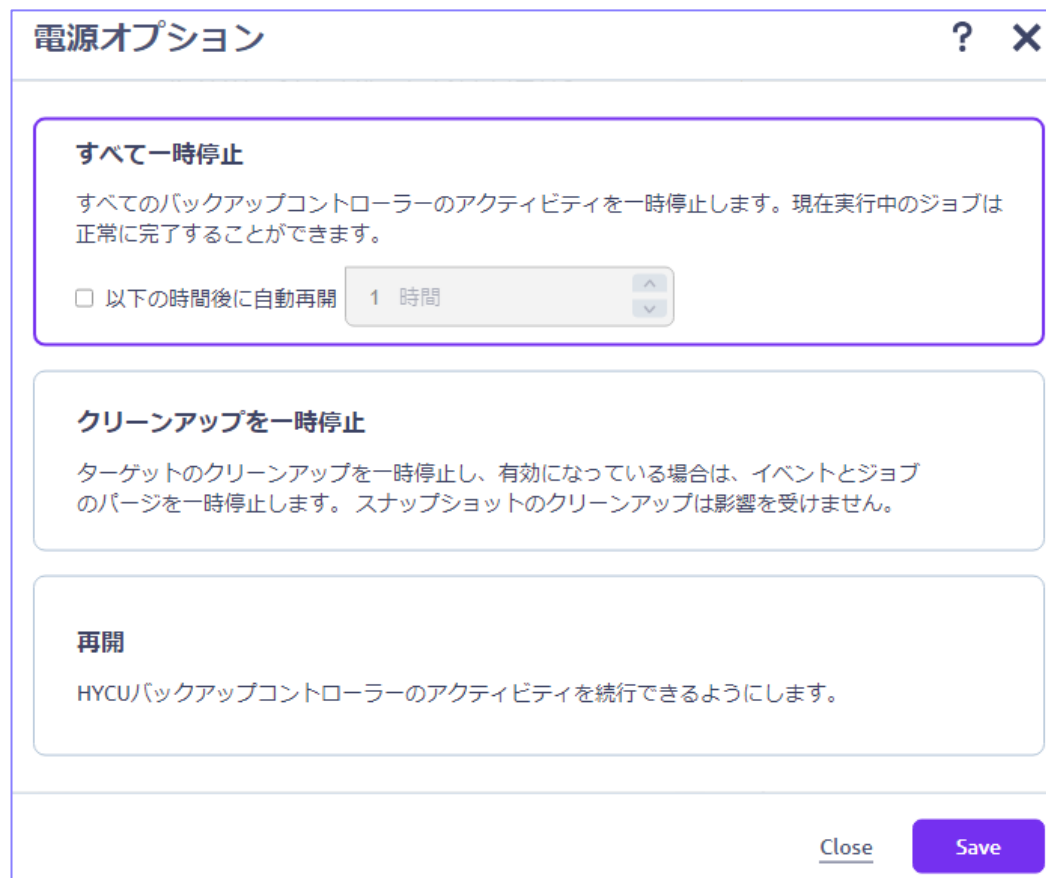 電源オプション ?
すべて一時停止
すべてのバックアップコントローラーのアクティビティを一時停止します。現在実行中のジョブは
正常に完了することができます。
以下の時間後に自動再開 1 時間
クリーンアップを一時停止
ターゲットのクリーンアップを一時停止し、有効になっている場合は、イベントとジョブ
のパージを一時停止します。 スナップショットのクリーンアップは影響を受けません。
再開
HYCUバックアップコントローラーのアクティビティを続行できるようにします。
Close Save